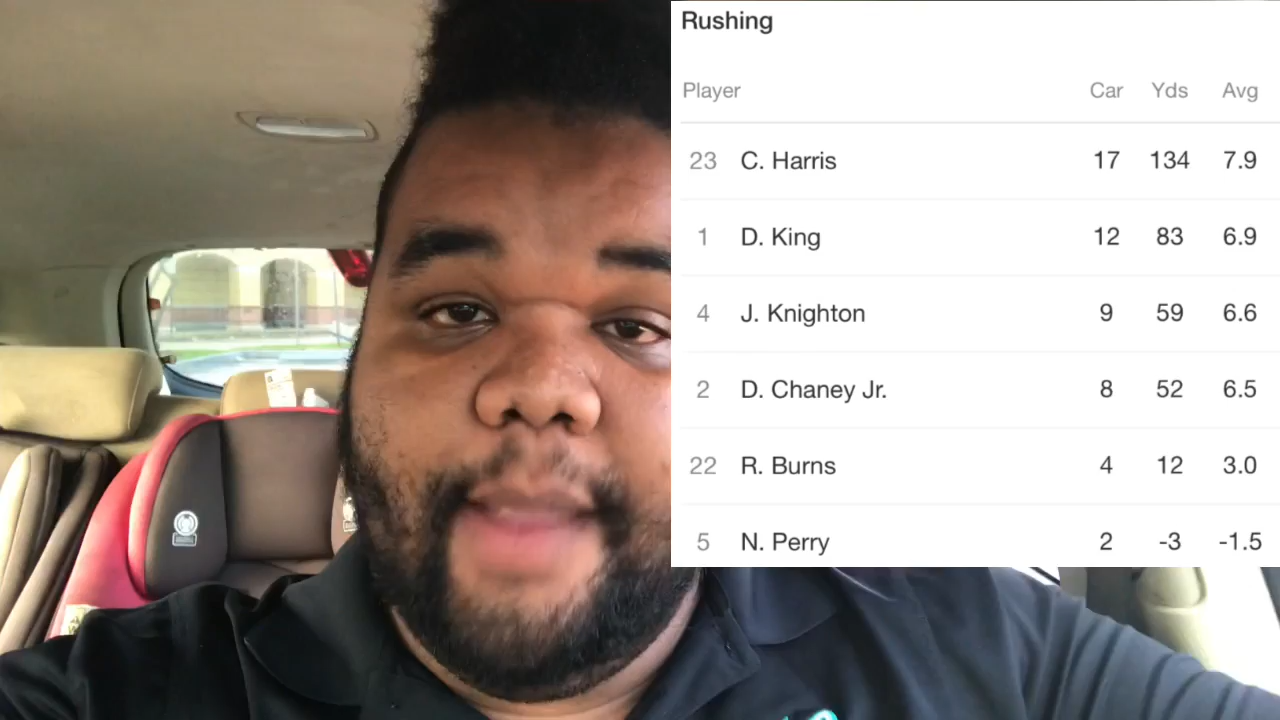 Rushing
Player Car Yds Avg
23 C. Harris 17 134 7.9
1 D. King 12 83 6.9
4 J. Knighton 9 59 6.6
2 D. Chaney Jr. 8 52 6.5
22 R. Burns 4 12 3.0
5 N. Perry 2 -3 -1.5